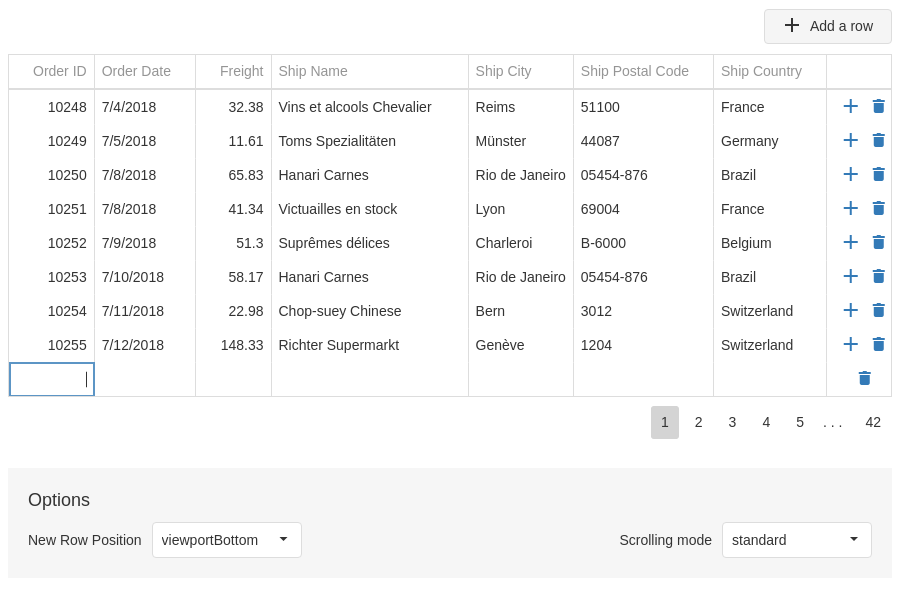 Add a row
Order ID Order Date Freight Ship Name Ship City Ship Postal Code Ship Country
10248 7/4/2018 32.38 Vins et alcools Chevalier Reims 51100 France
10249 7/5/2018 11.61 Toms Spezialitäten Münster 44087 Germany
10250 7/8/2018 65.83 Hanari Carnes Rio de Janeiro 05454-876 Brazil
10251 7/8/2018 41.34 Victuailles en stock Lyon 69004 France
10252 7/9/2018 51.3 Suprêmes délices Charleroi B-6000 Belgium
10253 7/10/2018 58.17 Hanari Carnes Rio de Janeiro 05454-876 Brazil
10254 7/11/2018 22.98 Chop-suey Chinese Bern 3012 Switzerland
10255 7/12/2018 148.33 Richter Supermarkt Genève 1204 Switzerland
1 2 3 4 5 . . . 42
Options
New Row Position viewportBottom Scrolling mode standard